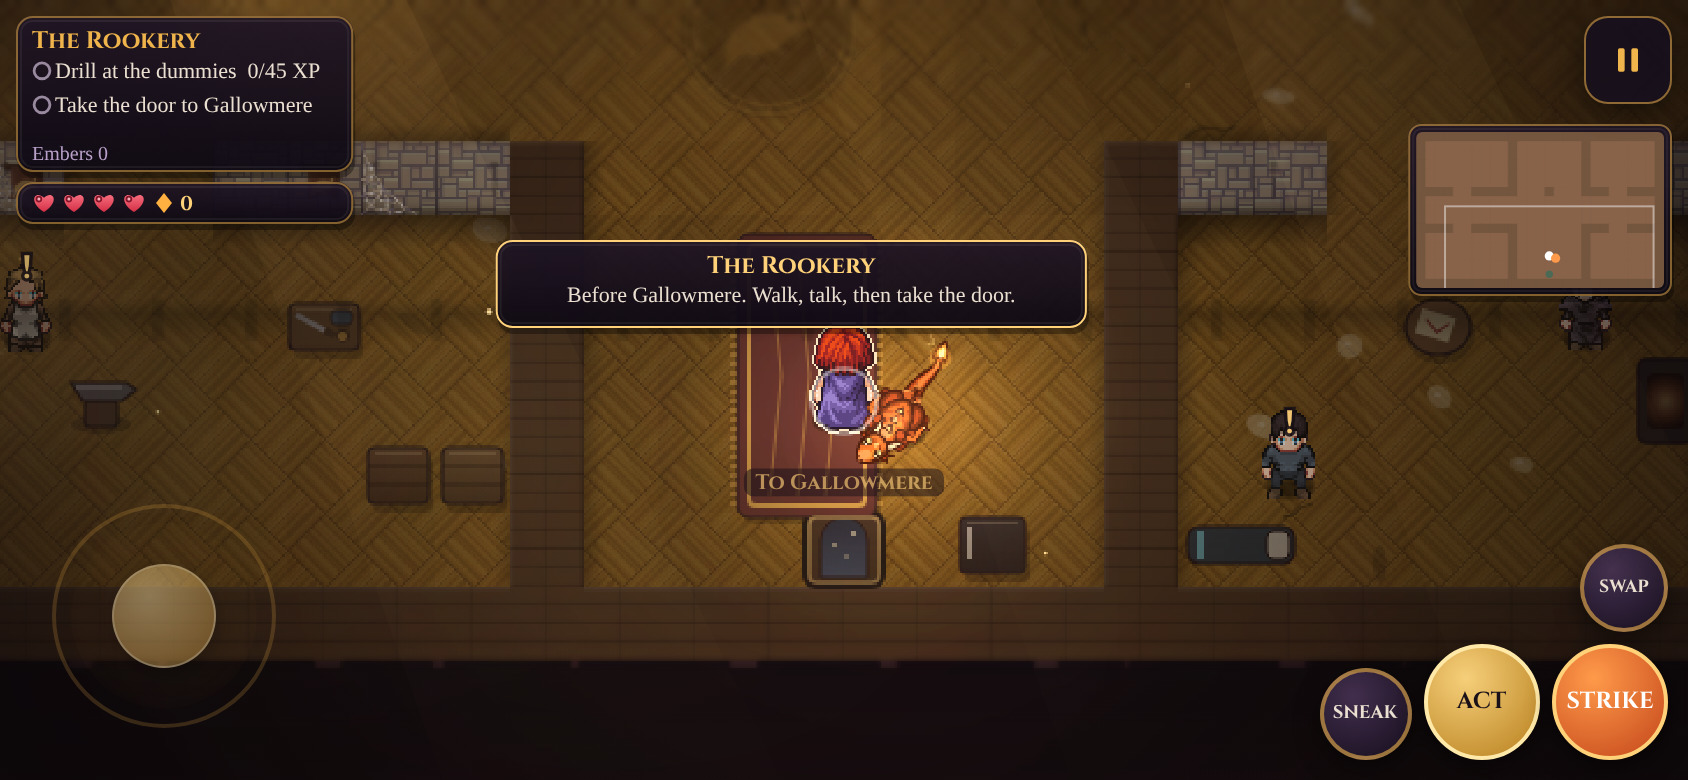 The Rookery
Drill at the dummies 0/45 XP
Take the door to Gallowmere
Embers 0
0
The Rookery
Before Gallowmere. Walk, talk, then take the door.
To Gallowmere
SWAP
SNEAK
ACT
STRIKE